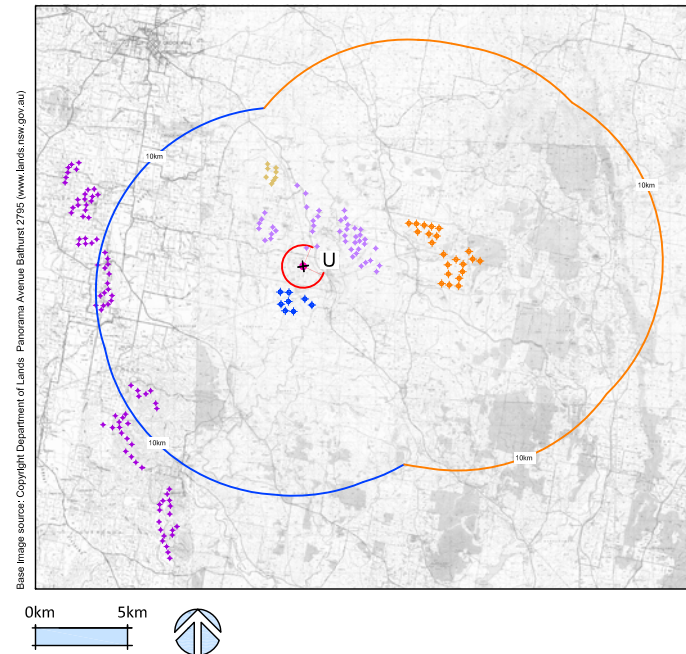 10km
10km
U
10km
10km
Base Image source: Copyright Department of Lands Panorama Avenue Bathurst 2795 (www.lands.nsw.gov.au)
0km 5km